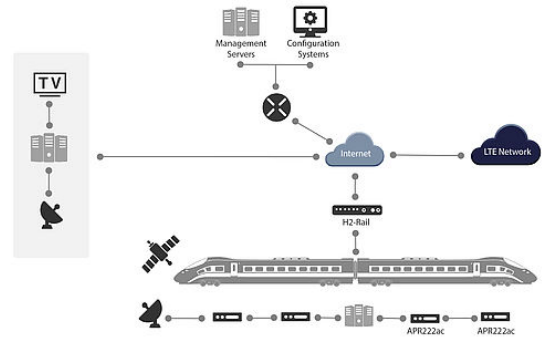 Management
Servers
Configuration
Systems
TV
Internet
LTE Network
H2-Rail
APR222ac
APR222ac